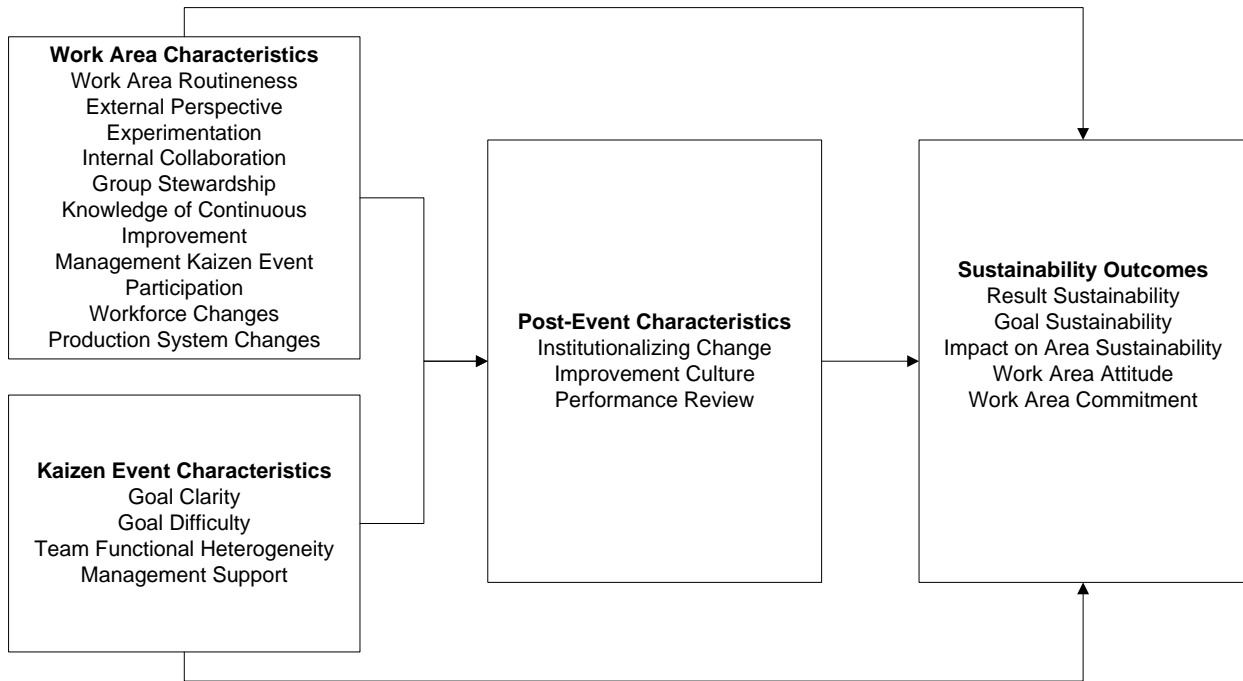 Work Area Characteristics
Work Area Routineness
External Perspective
Experimentation
Internal Collaboration
Group Stewardship
Knowledge of Continuous
Improvement
Management Kaizen Event
Participation
Workforce Changes
Production System Changes
Kaizen Event Characteristics
Goal Clarity
Goal Difficulty
Team Functional Heterogeneity
Management Support
Post-Event Characteristics
Institutionalizing Change
Improvement Culture
Performance Review
Sustainability Outcomes
Result Sustainability
Goal Sustainability
Impact on Area Sustainability
Work Area Attitude
Work Area Commitment